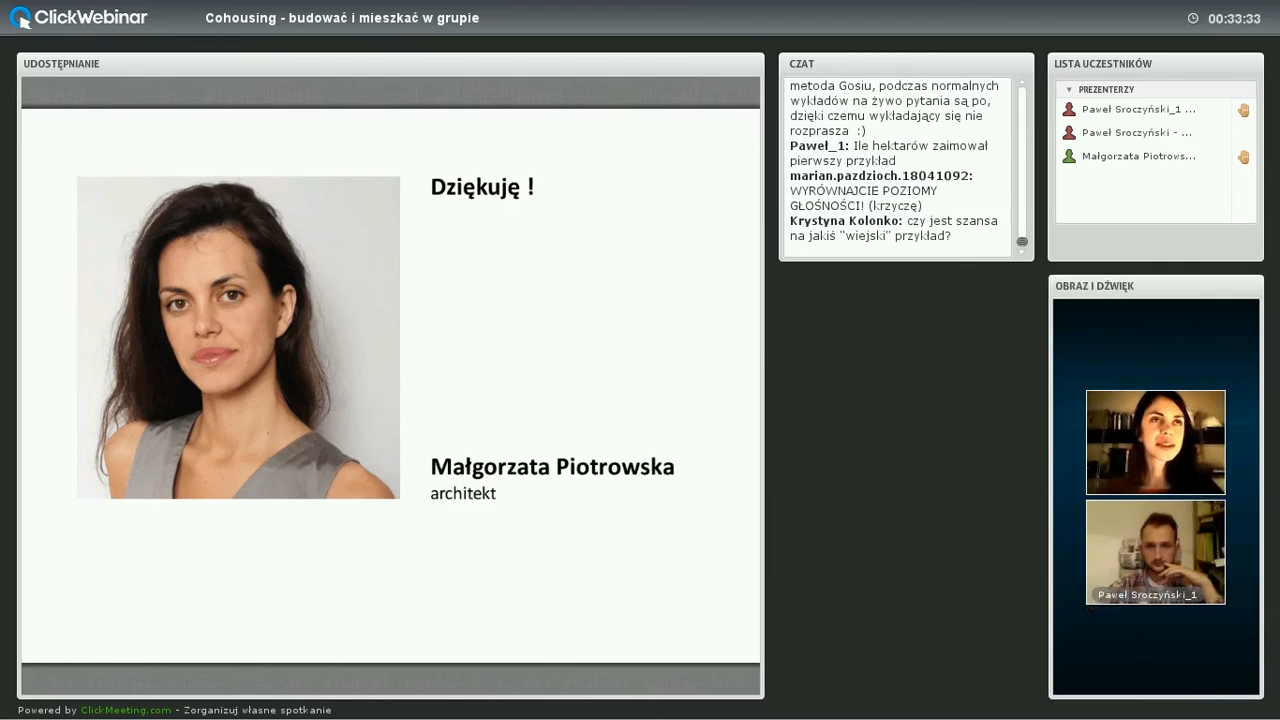 ClickWebinar
Cohousing - budować i mieszkać w grupie
00:33:33
UDOSTĘPNIANIE
Dziękuję !
Małgorzata Piotrowska
architekt
CZAT
metoda Gosiu, podczas normalnych
wykładów na żywo pytania są po,
dzięki czemu wykładający się nie
rozprasza :)
Paweł_1: Ile hektarów zaimował
pierwszy przykład
marian.pazdzioch.18041092:
WYRÓWNAJCIE POZIOMY
GŁOŚNOŚCI! (krzyczę)
Krystyna Kolonko: czy jest szansa
na jakiś "wiejski" przykład?
LISTA UCZESTNIKÓW
PREZENTERZY
Paweł Sroczyński_1 ...
Paweł Sroczyński - ...
Małgorzata Piotrows...
OBRAZ I DŹWIĘK
Paweł Sroczyński_1
Powered by ClickMeeting.com - Zorganizuj własne spotkanie